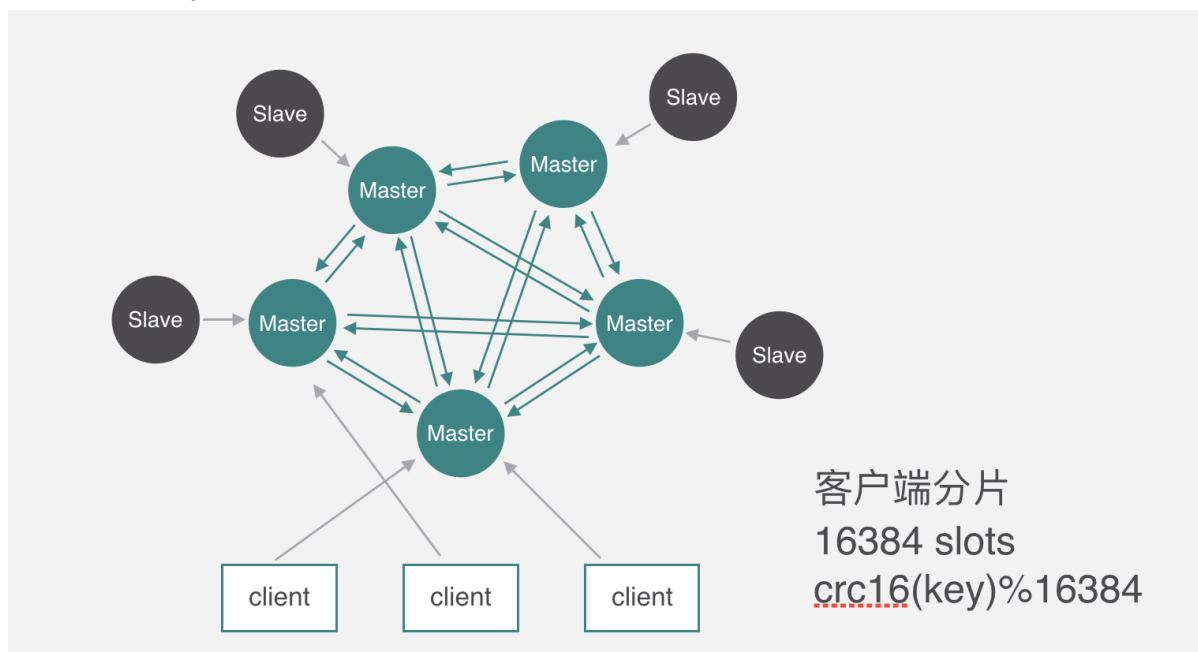 Slave
Slave
Master
Master
Slave
Master
Master
Slave
Master
client
client
client
客户端分片
16384 slots
crc16(key)%16384